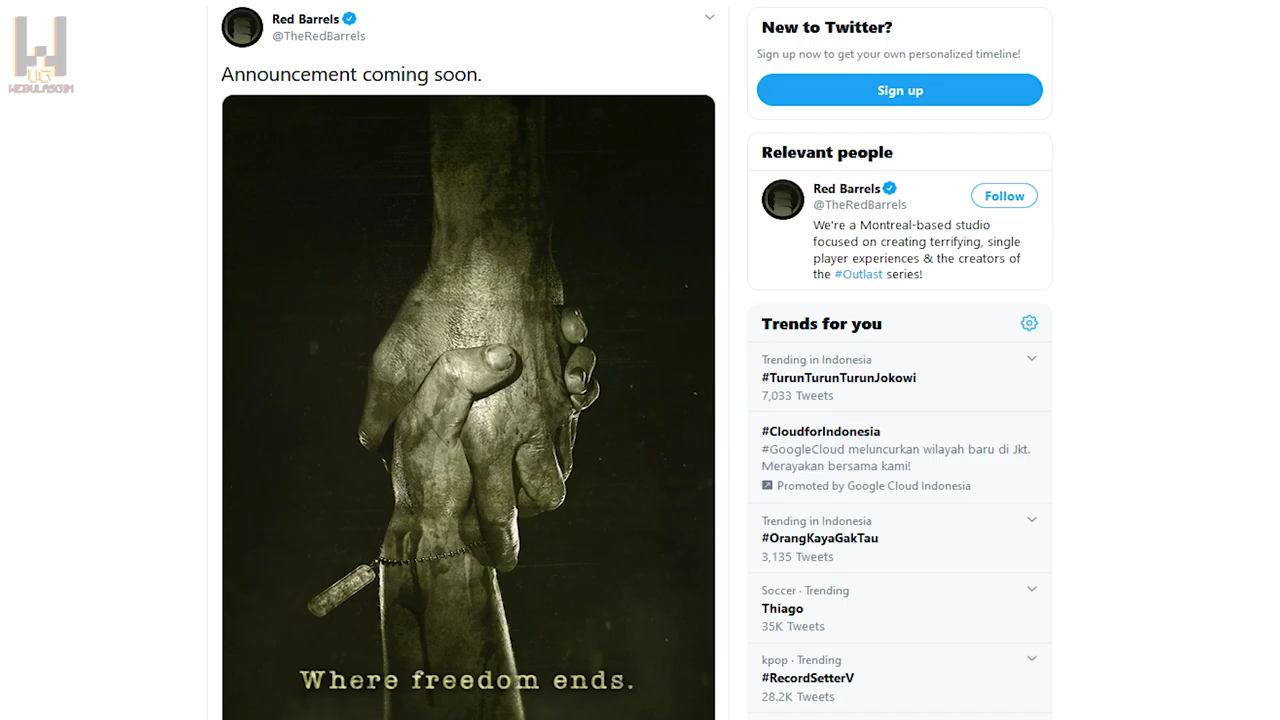 Red Barrels
@TheRedBarrels
Announcement coming soon.
Where freedom ends.
New to Twitter?
Sign up now to get your own personalized timeline!
Sign up
Relevant people
Red Barrels
@TheRedBarrels
Follow
We're a Montreal-based studio
focused on creating terrifying, single
player experiences & the creators of
the #Outlast series!
Trends for you
Trending in Indonesia
#TurunTurunTurunJokowi
7,033 Tweets
#CloudforIndonesia
#GoogleCloud meluncurkan wilayah baru di Jkt.
Merayakan bersama kami!
Promoted by Google Cloud Indonesia
Trending in Indonesia
#OrangKayaGakTau
3,135 Tweets
Soccer · Trending
Thiago
35K Tweets
kpop · Trending
#RecordSetterV
28.2K Tweets